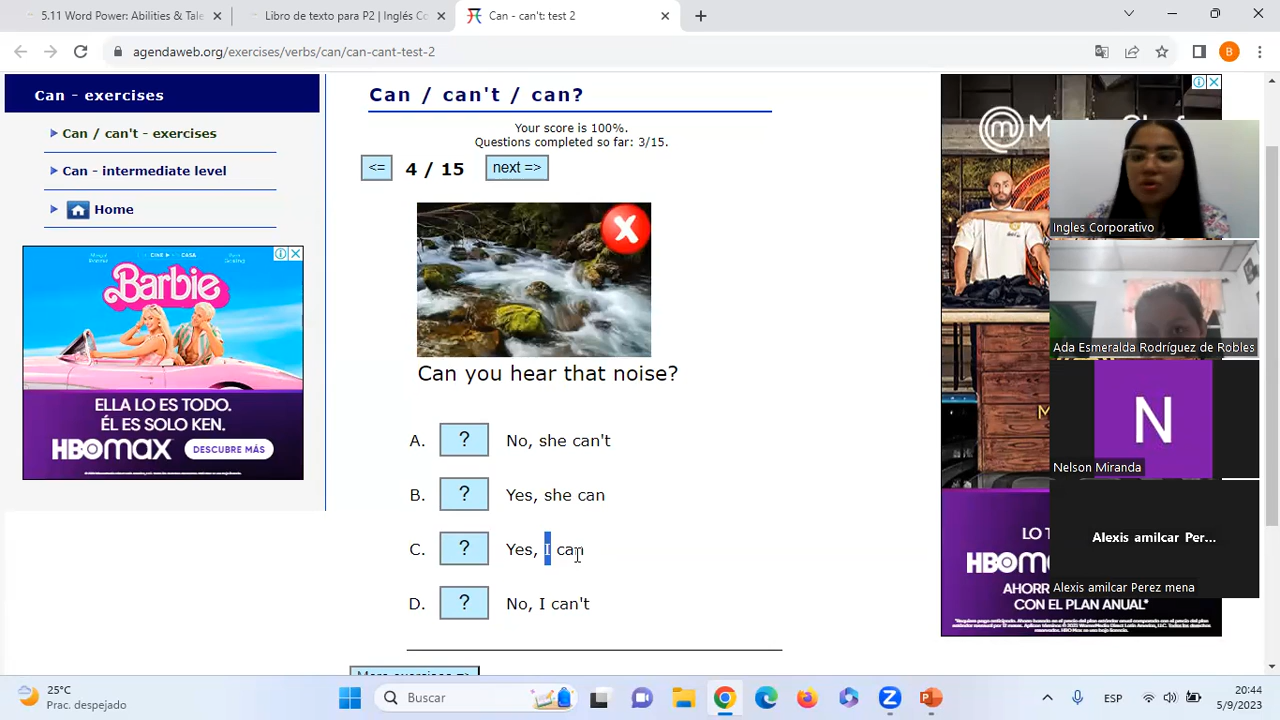 5.11 Word Power: Abilities & Tale
Libro de texto para P2 | Inglés Co
Can - can't: test 2
agendaweb.org/exercises/verbs/can/can-cant-test-2
B
Can - exercises
Can / can't - exercises
Can - intermediate level
Home
CINE
CASA
Barbie
ELLA LO ES TODO.
ÉL ES SOLO KEN.
HBOMAX
DESCUBRE MÁS
Can / can't / can?
Your score is 100%.
Questions completed so far: 3/15.
<=
4 / 15
next =>
X
Can you hear that noise?
A. ? No, she can't
B. ? Yes, she can
C. ? Yes, I can
D. ? No, I can't
More exercises =>
Ingles Corporativo
Ada Esmeralda Rodríguez de Robles
N
Nelson Miranda
Alexis amilcar Per...
Alexis amilcar Perez mena
LO T
HBOm
AHORR
CON EL PLAN ANUAL*
25°C
Prac. despejado
Buscar
ESP
20:44
5/9/2023